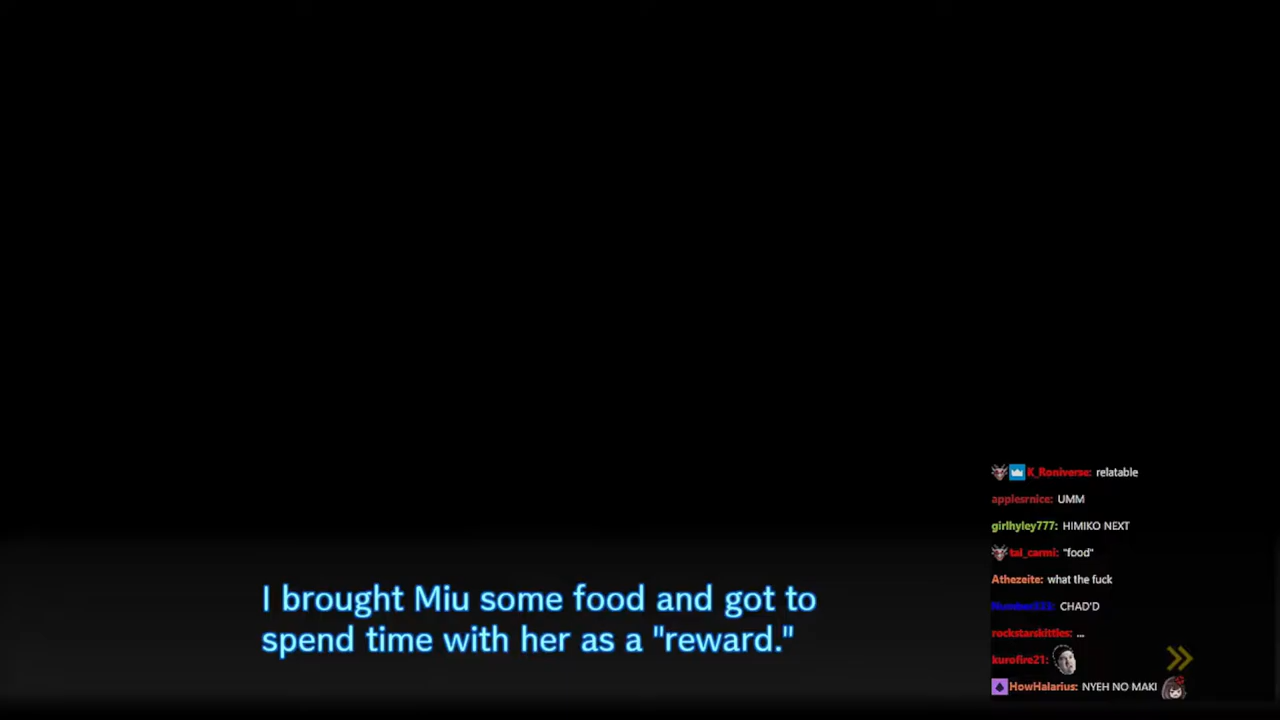 K_Roniverse: relatable
applesrnice: UMM
girlhyley777: HIMIKO NEXT
tai_carmi: "food"
Athezeite: what the fuck
CHAD'D
rockstarskittles: ...
kurofire21:
HowHalarius: NYEH NO MAKI
I brought Miu some food and got to
spend time with her as a "reward."